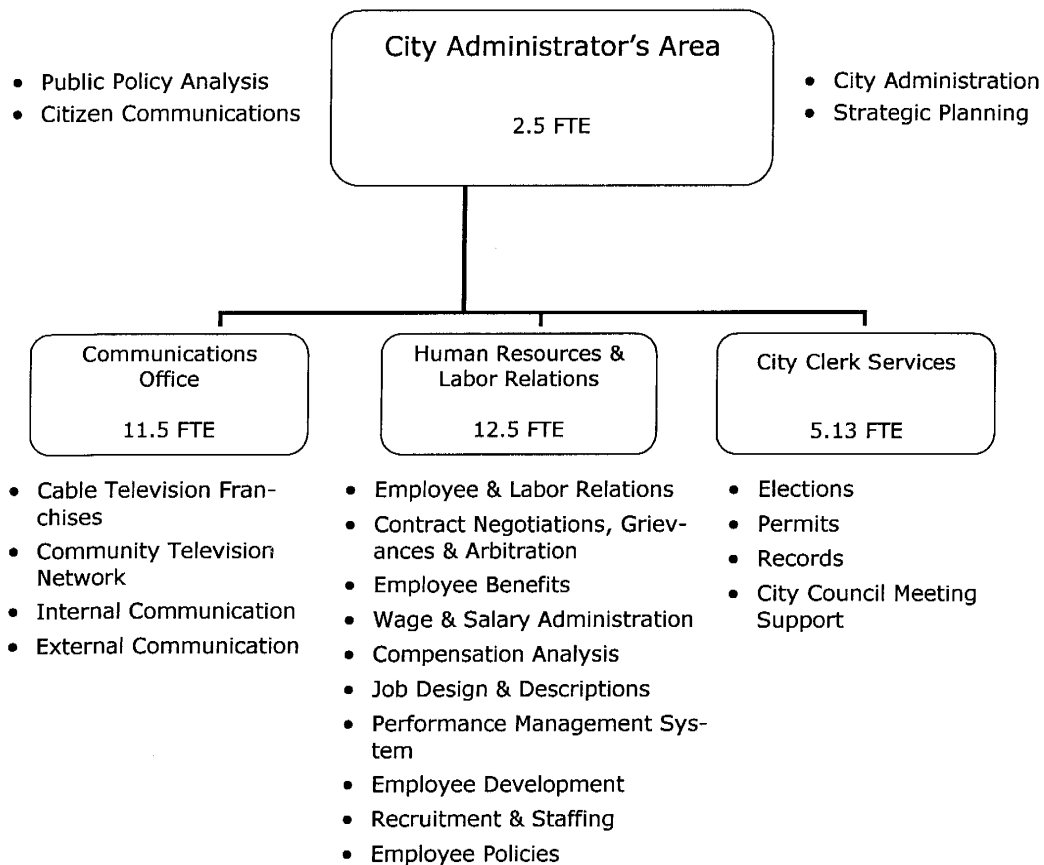 City Administrator's Area
2.5 FTE
• Public Policy Analysis
• Citizen Communications
• City Administration
• Strategic Planning
Communications
Office
11.5 FTE
• Cable Television Fran-
chises
• Community Television
Network
• Internal Communication
• External Communication
Human Resources &
Labor Relations
12.5 FTE
• Employee & Labor Relations
• Contract Negotiations, Griev-
ances & Arbitration
• Employee Benefits
• Wage & Salary Administration
• Compensation Analysis
• Job Design & Descriptions
• Performance Management Sys-
tem
• Employee Development
• Recruitment & Staffing
• Employee Policies
City Clerk Services
5.13 FTE
• Elections
• Permits
• Records
• City Council Meeting
Support